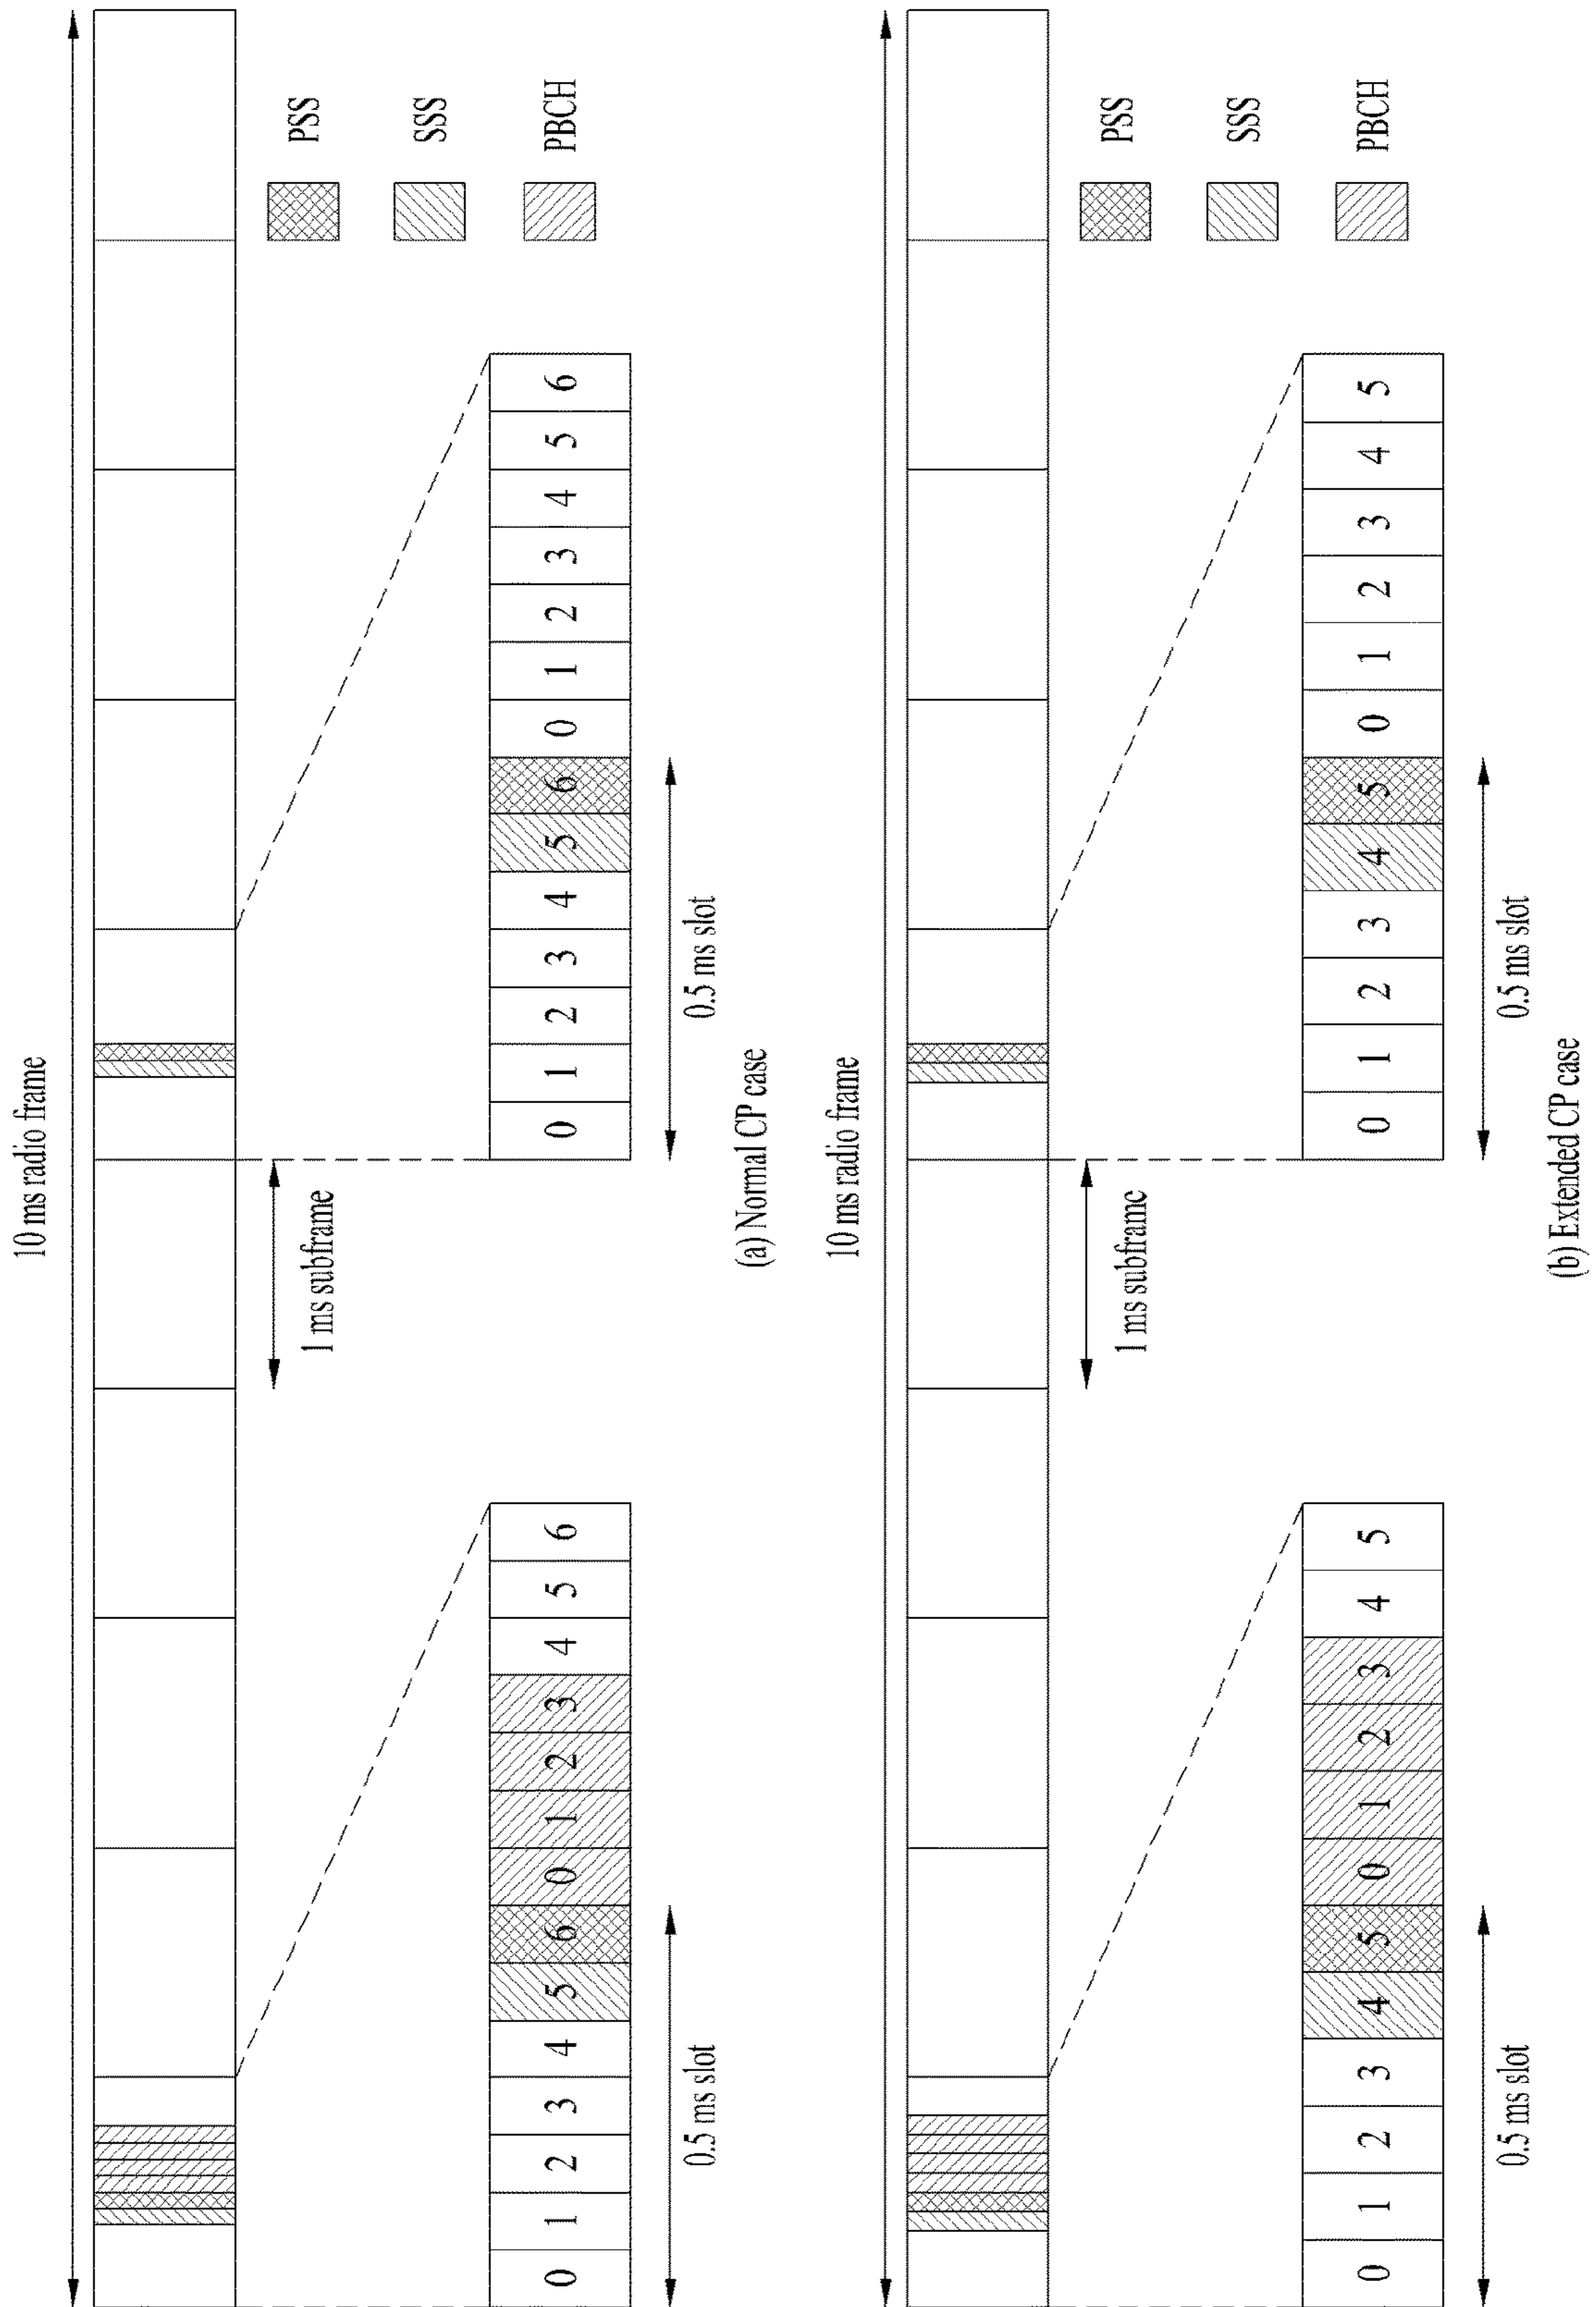 10 ms radio frame
1 ms subframe
PSS
SSS
PBCH
0 1 2 3 4 5 6 0 1 2 3 4 5 6
0 1 2 3 4 5 6 0 1 2 3 4 5 6
0.5 ms slot
0.5 ms slot
(a) Normal CP case
10 ms radio frame
1 ms subframe
PSS
SSS
PBCH
0 1 2 3 4 5 0 1 2 3 4 5
0 1 2 3 4 5 0 1 2 3 4 5
0.5 ms slot
0.5 ms slot
(b) Extended CP case